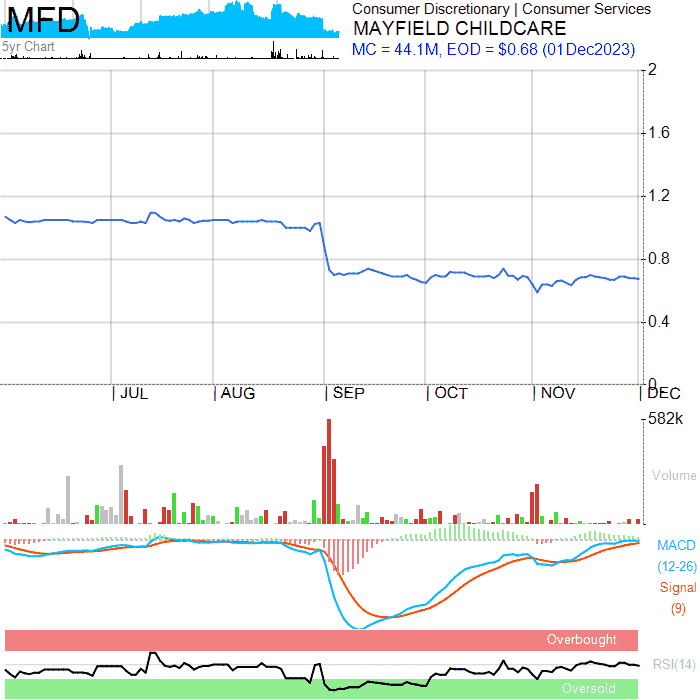 MFD
5yr Chart
Consumer Discretionary | Consumer Services
MAYFIELD CHILDCARE
MC = 44.1M, EOD = $0.68 (01Dec2023)
2
1.6
1.2
0.8
0.4
0
JUL AUG SEP OCT NOV DEC
582k
Volume
MACD
(12-26)
Signal
(9)
Overbought
RSI(14)
Oversold